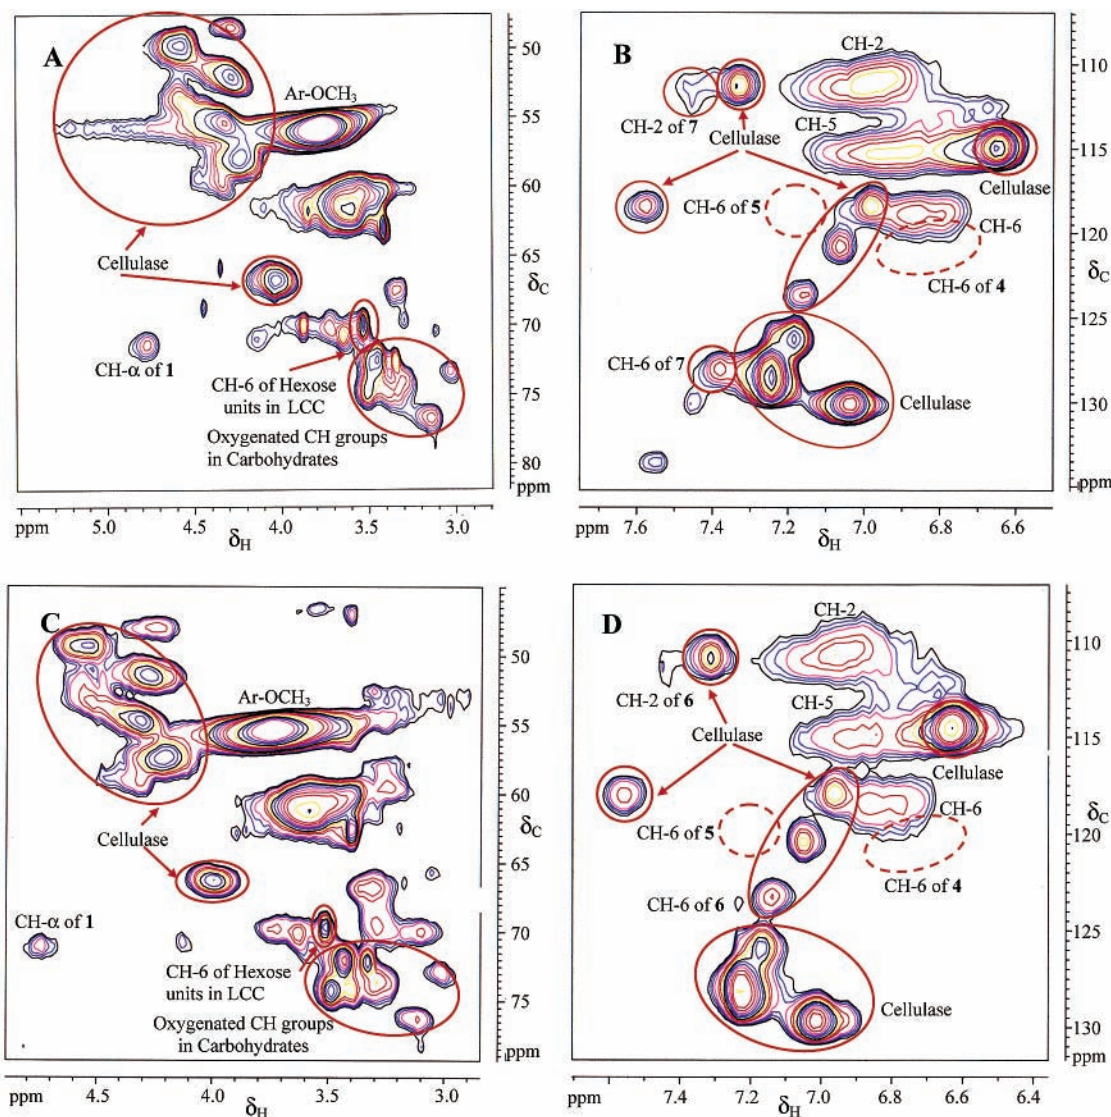 A
Ar-OCH₃
Cellulase
CH-α of 1
CH-6 of Hexose
units in LCC
Oxygenated CH groups
in Carbohydrates
50
55
60
65
δC
70
75
80
ppm
ppm 5.0 4.5 4.0 3.5 3.0
δH
B
CH-2
CH-2 of 7
CH-5
Cellulase
Cellulase
CH-6 of 5
CH-6
CH-6 of 4
CH-6 of 7
Cellulase
110
115
120
δC
125
130
ppm
ppm 7.6 7.4 7.2 7.0 6.8 6.6
δH
C
Ar-OCH₃
Cellulase
CH-α of 1
CH-6 of Hexose
units in LCC
Oxygenated CH groups
in Carbohydrates
50
55
60
δC
65
70
75
ppm
ppm 4.5 4.0 3.5 3.0
δH
D
CH-2
CH-2 of 6
CH-5
Cellulase
Cellulase
CH-6 of 5
CH-6
CH-6 of 4
CH-6 of 6
Cellulase
110
115
δC
120
125
130
ppm
ppm 7.4 7.2 7.0 6.8 6.6 6.4
δH